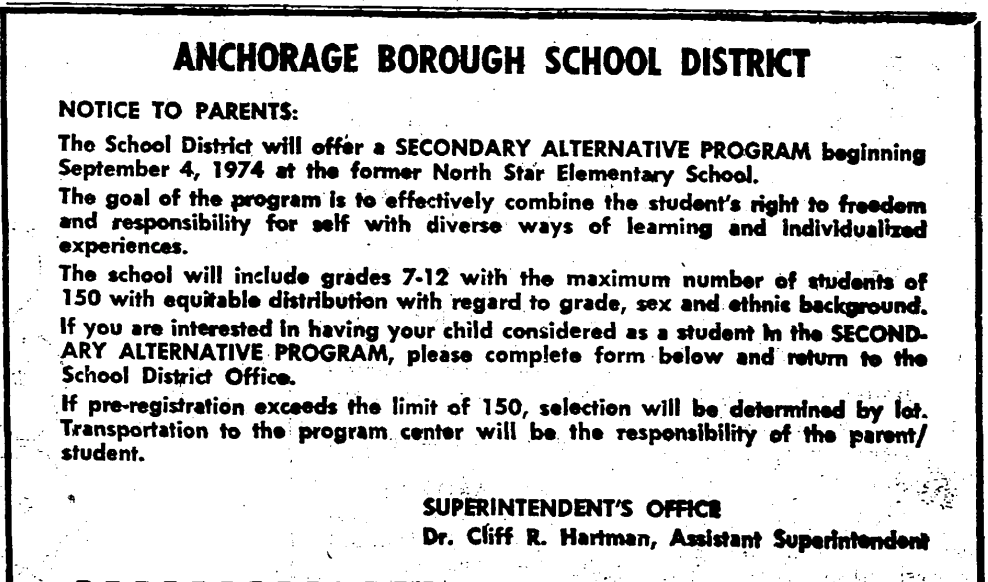 ANCHORAGE BOROUGH SCHOOL DISTRICT
NOTICE TO PARENTS:
The School District will offer a SECONDARY ALTERNATIVE PROGRAM beginning
September 4, 1974 at the former North Star Elementary School.
The goal of the program is to effectively combine the student's right to freedom
and responsibility for self with diverse ways of learning and individualized
experiences.
The school will include grades 7-12 with the maximum number of students of
150 with equitable distribution with regard to grade, sex and ethnic background.
If you are interested in having your child considered as a student in the SECOND-
ARY ALTERNATIVE PROGRAM, please complete form below and return to the
School District Office.
If pre-registration exceeds the limit of 150, selection will be determined by lot.
Transportation to the program center will be the responsibility of the parent/
student.
SUPERINTENDENT'S OFFICE
Dr. Cliff R. Hartman, Assistant Superintendent